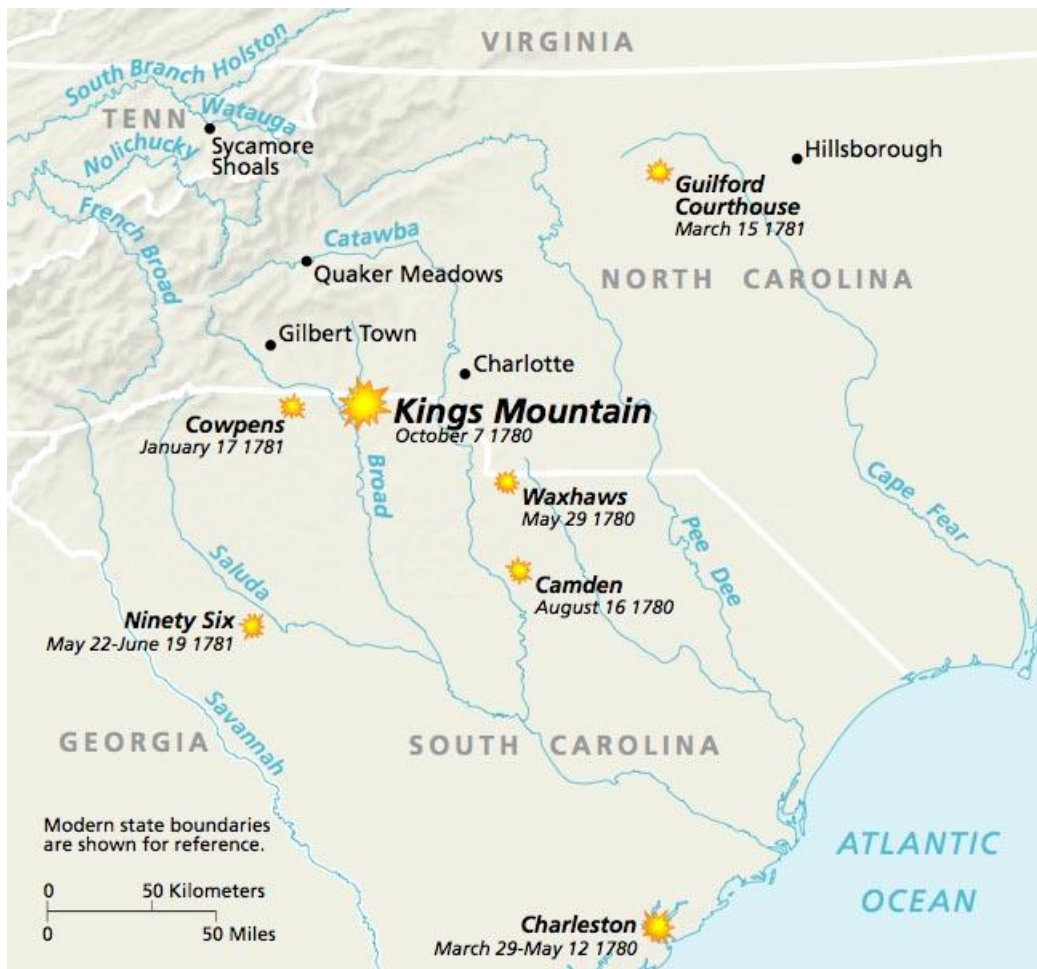 VIRGINIA
South Branch Holston
TENN
Watauga
Sycamore
Shoals
Nolichucky
Hillsborough
Guilford
Courthouse
March 15 1781
French Broad
Catawba
Quaker Meadows
NORTH CAROLINA
Gilbert Town
Charlotte
Kings Mountain
October 7 1780
Cowpens
January 17 1781
Broad
Waxhaws
May 29 1780
Cape Fear
Pee Dee
Camden
August 16 1780
Saluda
Ninety Six
May 22-June 19 1781
Savannah
GEORGIA
SOUTH CAROLINA
Modern state boundaries
are shown for reference.
0 50 Kilometers
0 50 Miles
ATLANTIC
OCEAN
Charleston
March 29-May 12 1780